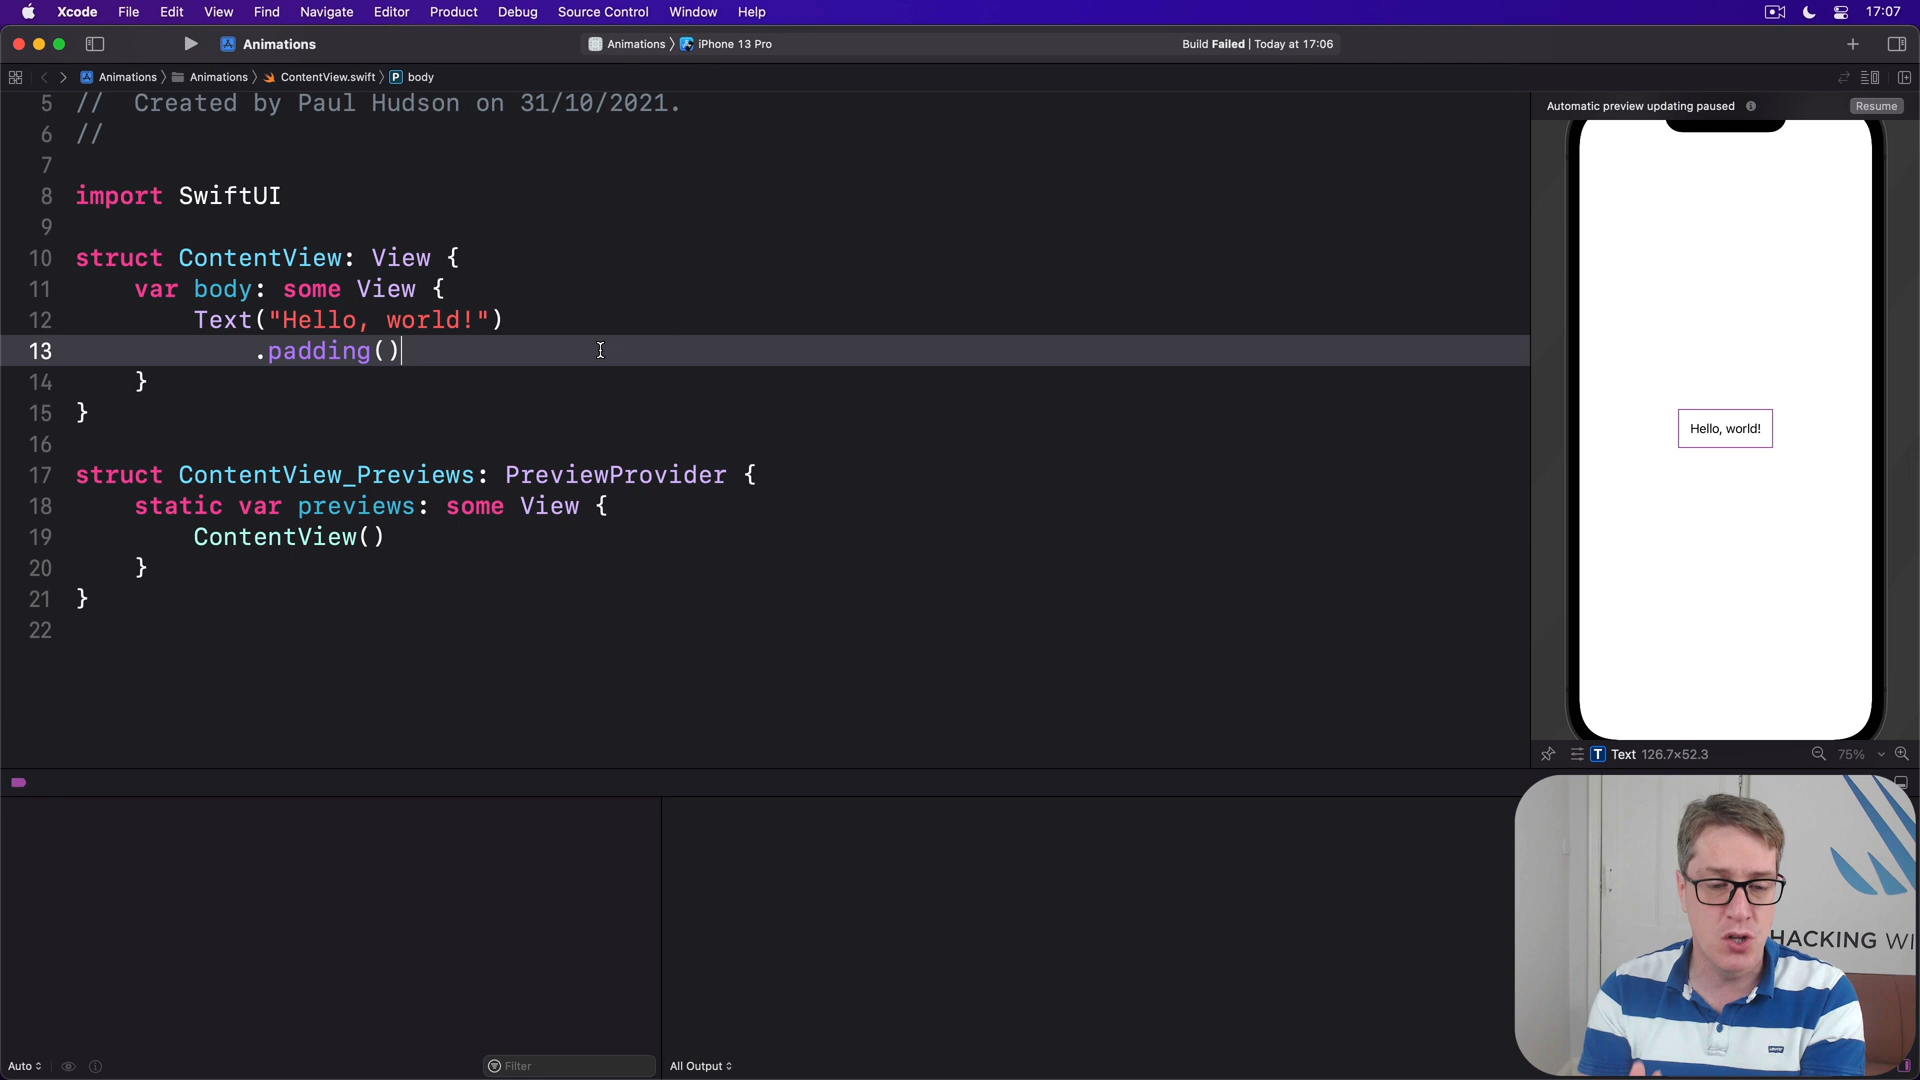 Xcode File Edit View Find Navigate Editor Product Debug Source Control Window Help 17:07
Animations Animations iPhone 13 Pro Build Failed | Today at 17:06
Animations Animations ContentView.swift P body
5 //  Created by Paul Hudson on 31/10/2021.
Automatic preview updating paused Resume
6 //
7
8 import SwiftUI
9
10 struct ContentView: View {
11 var body: some View {
12 Text("Hello, world!")
13 .padding()
14 }
15 }
Hello, world!
16
17 struct ContentView_Previews: PreviewProvider {
18 static var previews: some View {
19 ContentView()
20 }
21 }
22
T Text 126.7×52.3 75%
HACKING WI
Auto Filter All Output